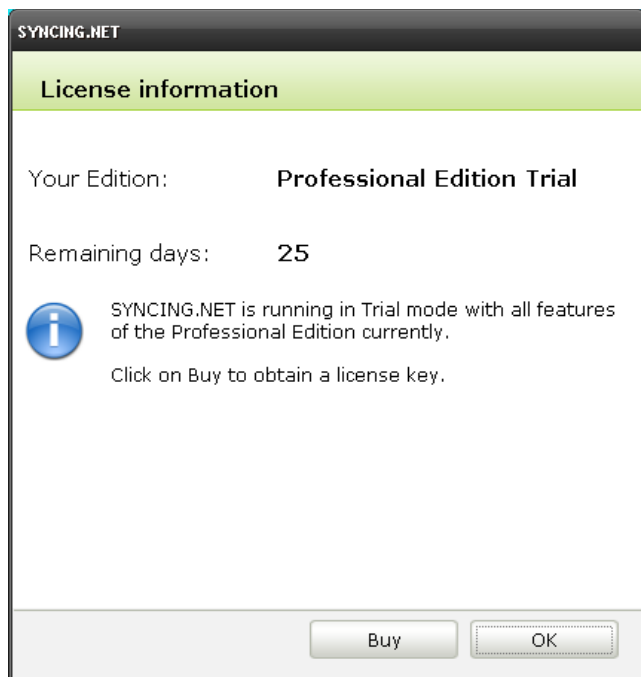 SYNCING.NET
License information
Your Edition: Professional Edition Trial
Remaining days: 25
SYNCING.NET is running in Trial mode with all features
of the Professional Edition currently.
Click on Buy to obtain a license key.
Buy OK